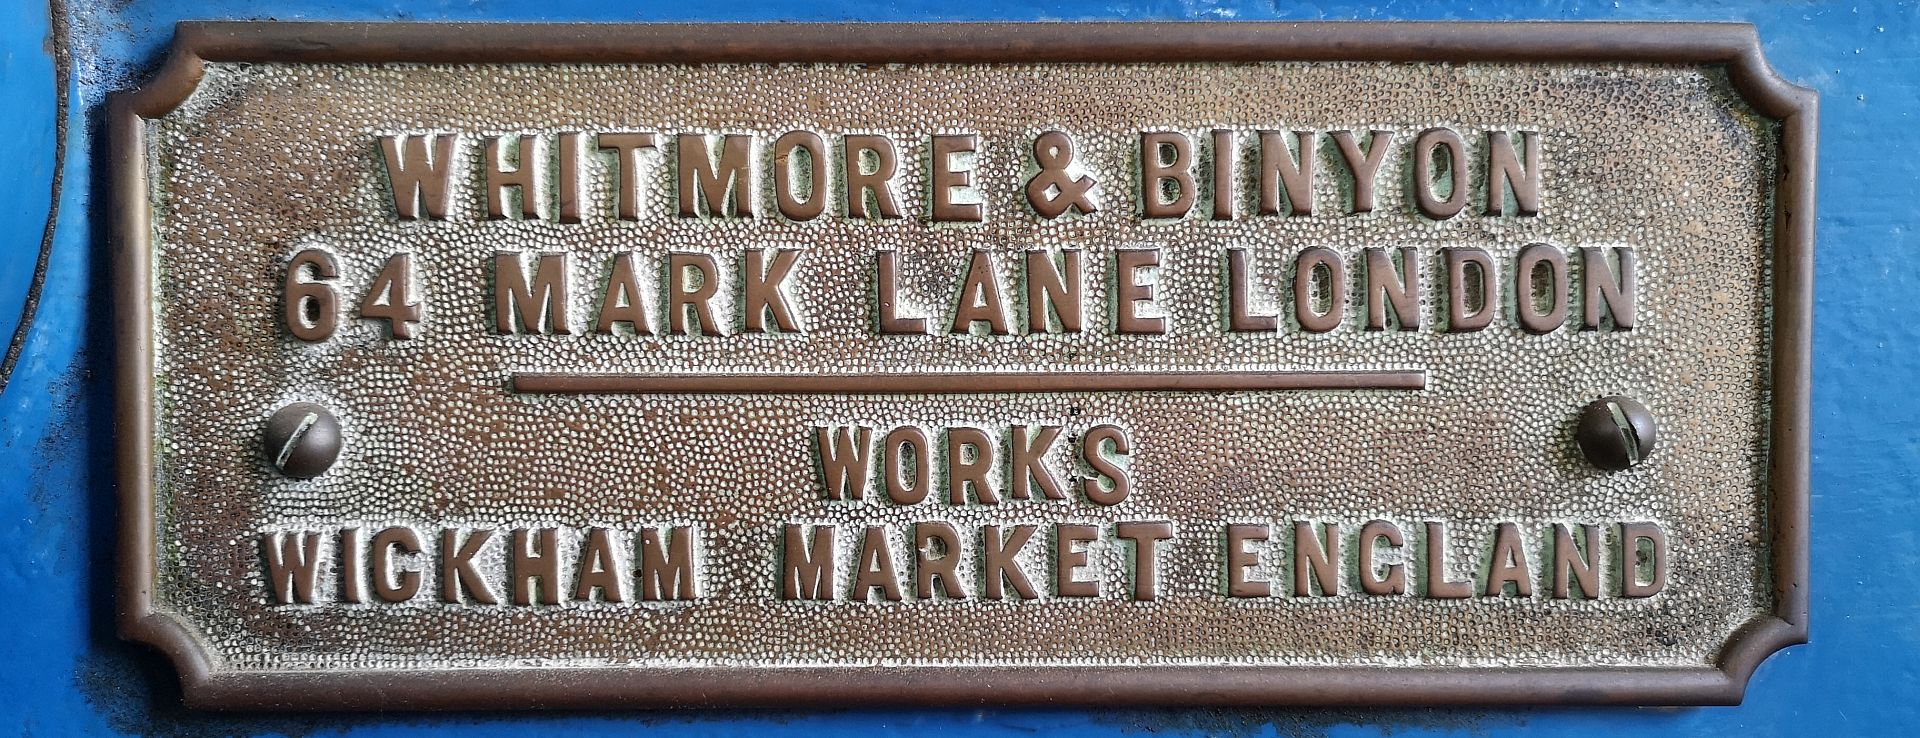 WHITMORE & BINYON
64 MARK LANE LONDON
WORKS
WICKHAM MARKET ENGLAND